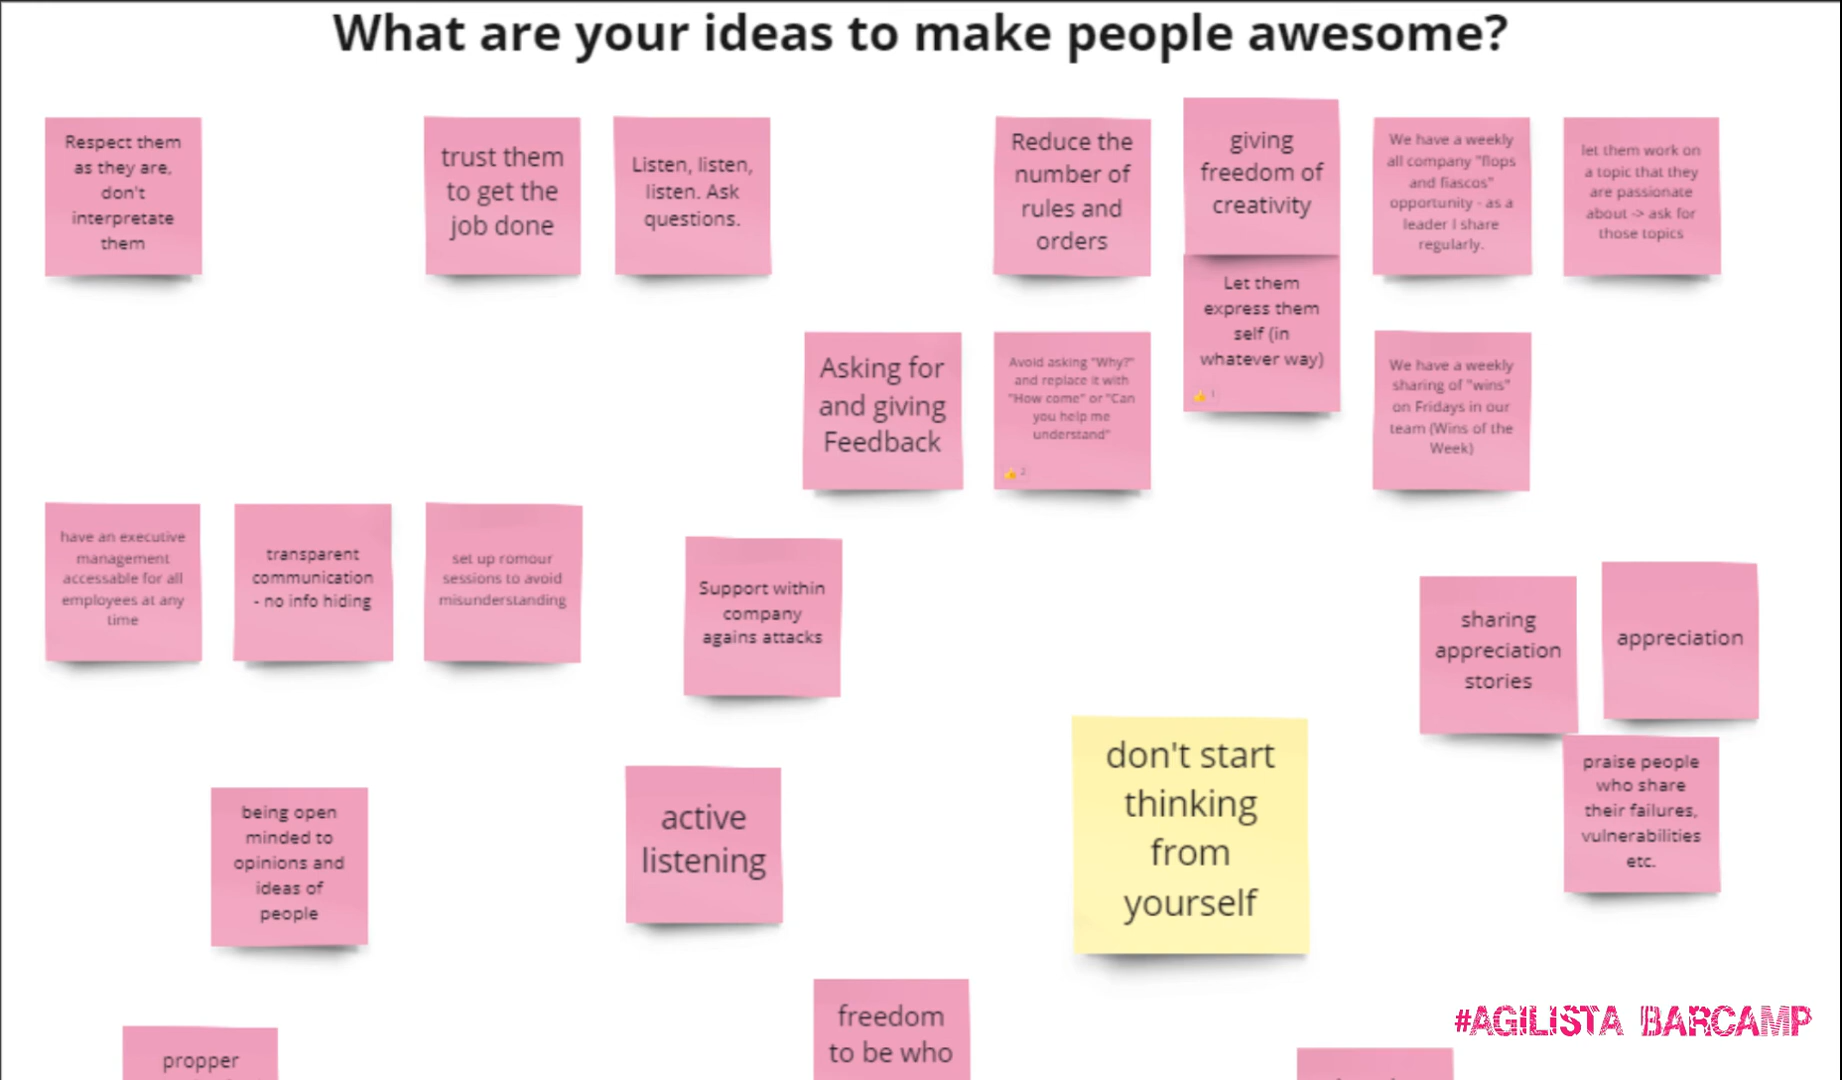 What are your ideas to make people awesome?
Respect them
as they are,
don't
interpretate
them
trust them
to get the
job done
Listen, listen,
listen. Ask
questions.
Reduce the
number of
rules and
orders
giving
freedom of
creativity
We have a weekly
all company "flops
and fiascos"
opportunity - as a
leader I share
regularly.
let them work on
a topic that they
are passionate
about -> ask for
those topics
Asking for
and giving
Feedback
Avoid asking "Why?"
and replace it with
"How come" or "Can
you help me
understand"
2
Let them
express them
self (in
whatever way)
1
We have a weekly
sharing of "wins"
on Fridays in our
team (Wins of the
Week)
have an executive
management
accessable for all
employees at any
time
transparent
communication
- no info hiding
set up romour
sessions to avoid
misunderstanding
Support within
company
agains attacks
sharing
appreciation
stories
appreciation
praise people
who share
their failures,
vulnerabilities
etc.
being open
minded to
opinions and
ideas of
people
active
listening
don't start
thinking
from
yourself
freedom
to be who
propper
#AGILISTA BARCAMP